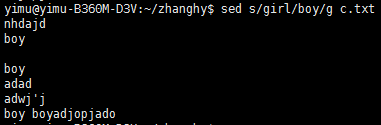 yimu@yimu-B360M-D3V:~/zhanghy$ sed s/girl/boy/g c.txt
nhdajd
boy

boy
adad
adwj'j
boy boyadjopjado